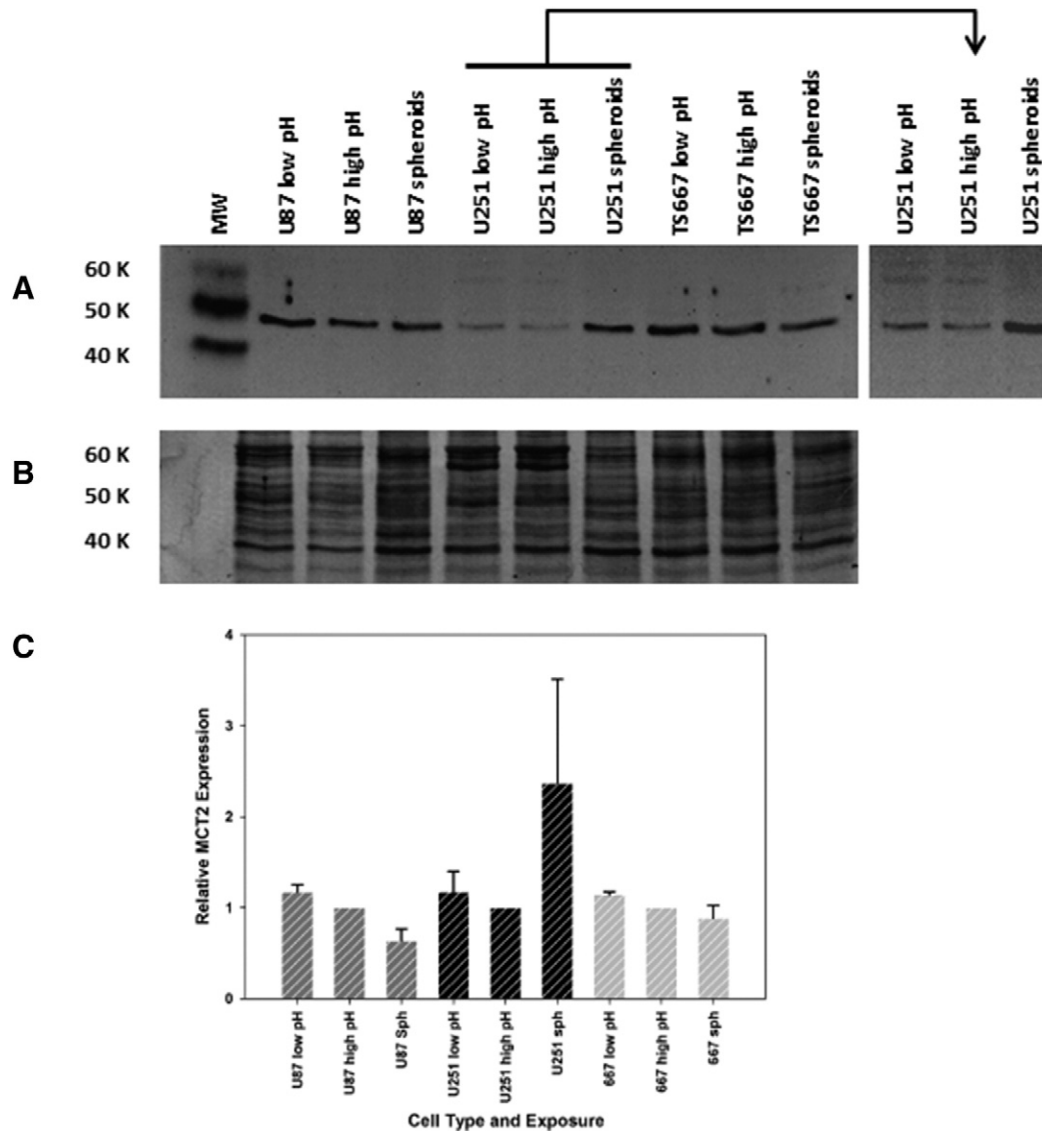 MW
U87 low pH
U87 high pH
U87 spheroids
U251 low pH
U251 high pH
U251 spheroids
TS667 low pH
TS667 high pH
TS667 spheroids
U251 low pH
U251 high pH
U251 spheroids
A
60 K
50 K
40 K
B
60 K
50 K
40 K
C
Relative MCT2 Expression
4
3
2
1
0
U87 low pH
U87 high pH
U87 Sph
U251 low pH
U251 high pH
U251 sph
667 low pH
667 high pH
667 sph
Cell Type and Exposure